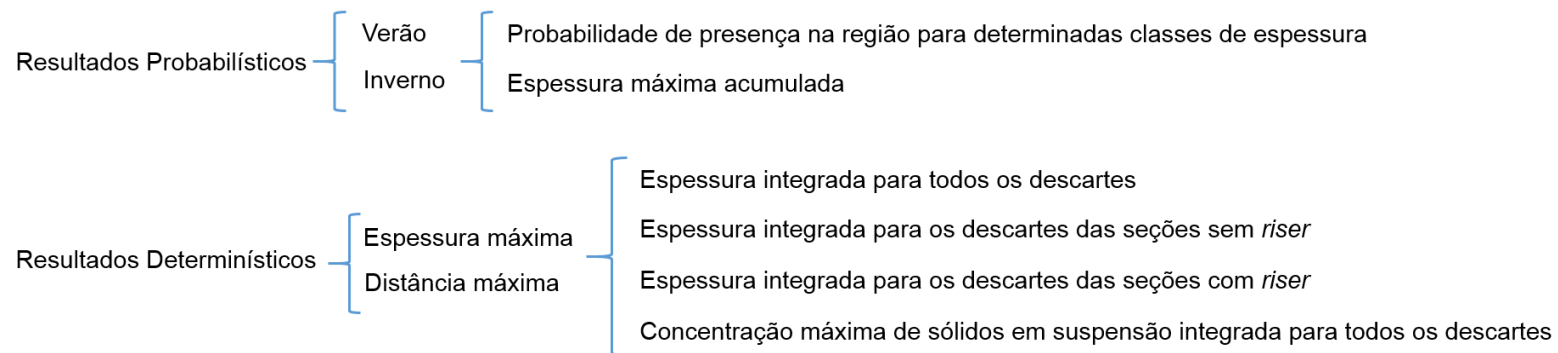 Resultados Probabilísticos
Verão
Inverno
Probabilidade de presença na região para determinadas classes de espessura
Espessura máxima acumulada
Resultados Determinísticos
Espessura máxima
Distância máxima
Espessura integrada para todos os descartes
Espessura integrada para os descartes das seções sem riser
Espessura integrada para os descartes das seções com riser
Concentração máxima de sólidos em suspensão integrada para todos os descartes